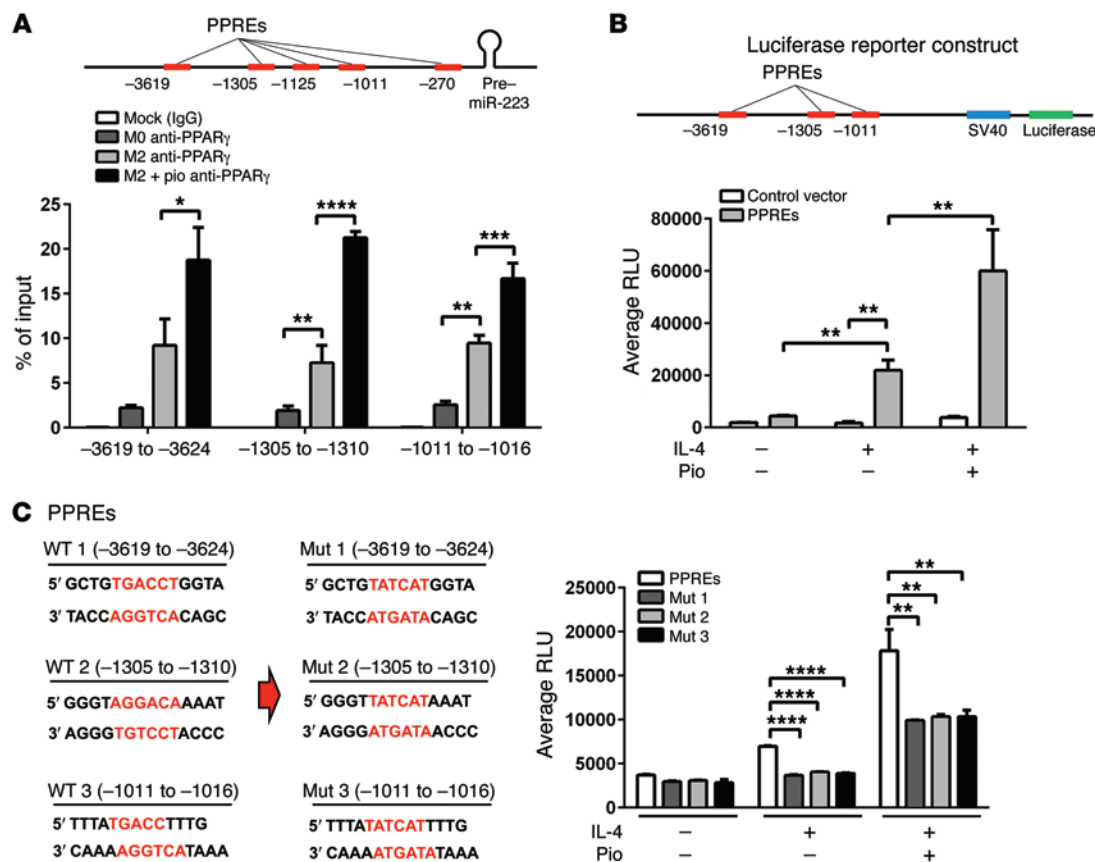 A
PPREs
–3619
–1305
–1125
–1011
–270
Pre–
miR-223
Mock (IgG)
M0 anti-PPARγ
M2 anti-PPARγ
M2 + pio anti-PPARγ
% of input
25
20
15
10
5
0
*
****
***
**
**
–3619 to –3624
–1305 to –1310
–1011 to –1016
B
Luciferase reporter construct
PPREs
–3619
–1305
–1011
SV40
Luciferase
Control vector
PPREs
Average RLU
80000
60000
40000
20000
0
**
**
**
IL-4 – + +
Pio – – +
C PPREs
WT 1 (–3619 to –3624)
5′ GCTGTGACCTGGTA
3′ TACCAGGTCACAGC
WT 2 (–1305 to –1310)
5′ GGGTAGGACAAAAT
3′ AGGGTGTCCTACCC
WT 3 (–1011 to –1016)
5′ TTTATGACCTTTG
3′ CAAAAGGTCATAAA
Mut 1 (–3619 to –3624)
5′ GCTGTATCATGGTA
3′ TACCATGATACAGC
Mut 2 (–1305 to –1310)
5′ GGGTTATCATAAAT
3′ AGGGATGATAACCC
Mut 3 (–1011 to –1016)
5′ TTTATATCATTTTG
3′ CAAAATGATATAAA
PPREs
Mut 1
Mut 2
Mut 3
Average RLU
25000
20000
15000
10000
5000
0
****
****
****
**
**
**
IL-4 – + +
Pio – – +